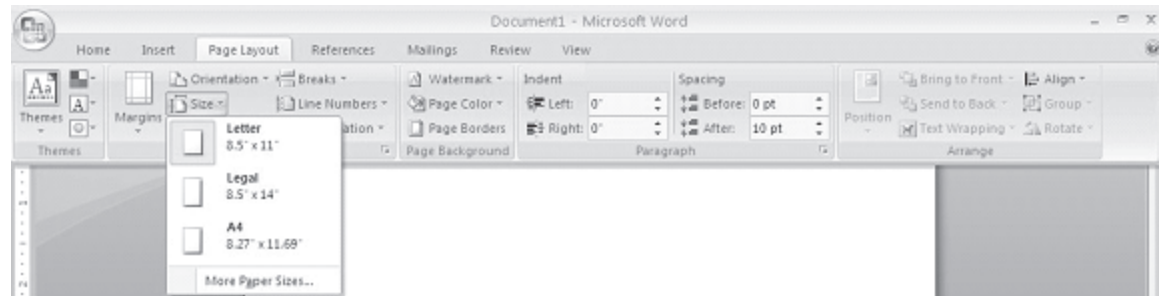 Document1 - Microsoft Word
Home Insert Page Layout References Mailings Review View
Aa Orientation Breaks Watermark Indent Spacing Bring to Front Align
A Size Line Numbers Page Color Left: 0" Before: 0 pt Send to Back Group
Themes Margins ation Page Borders Right: 0" After: 10 pt Position Text Wrapping Rotate
Themes Page Background Paragraph Arrange
Letter
8.5" x 11"
Legal
8.5" x 14"
A4
8.27" x 11.69"
More Paper Sizes...